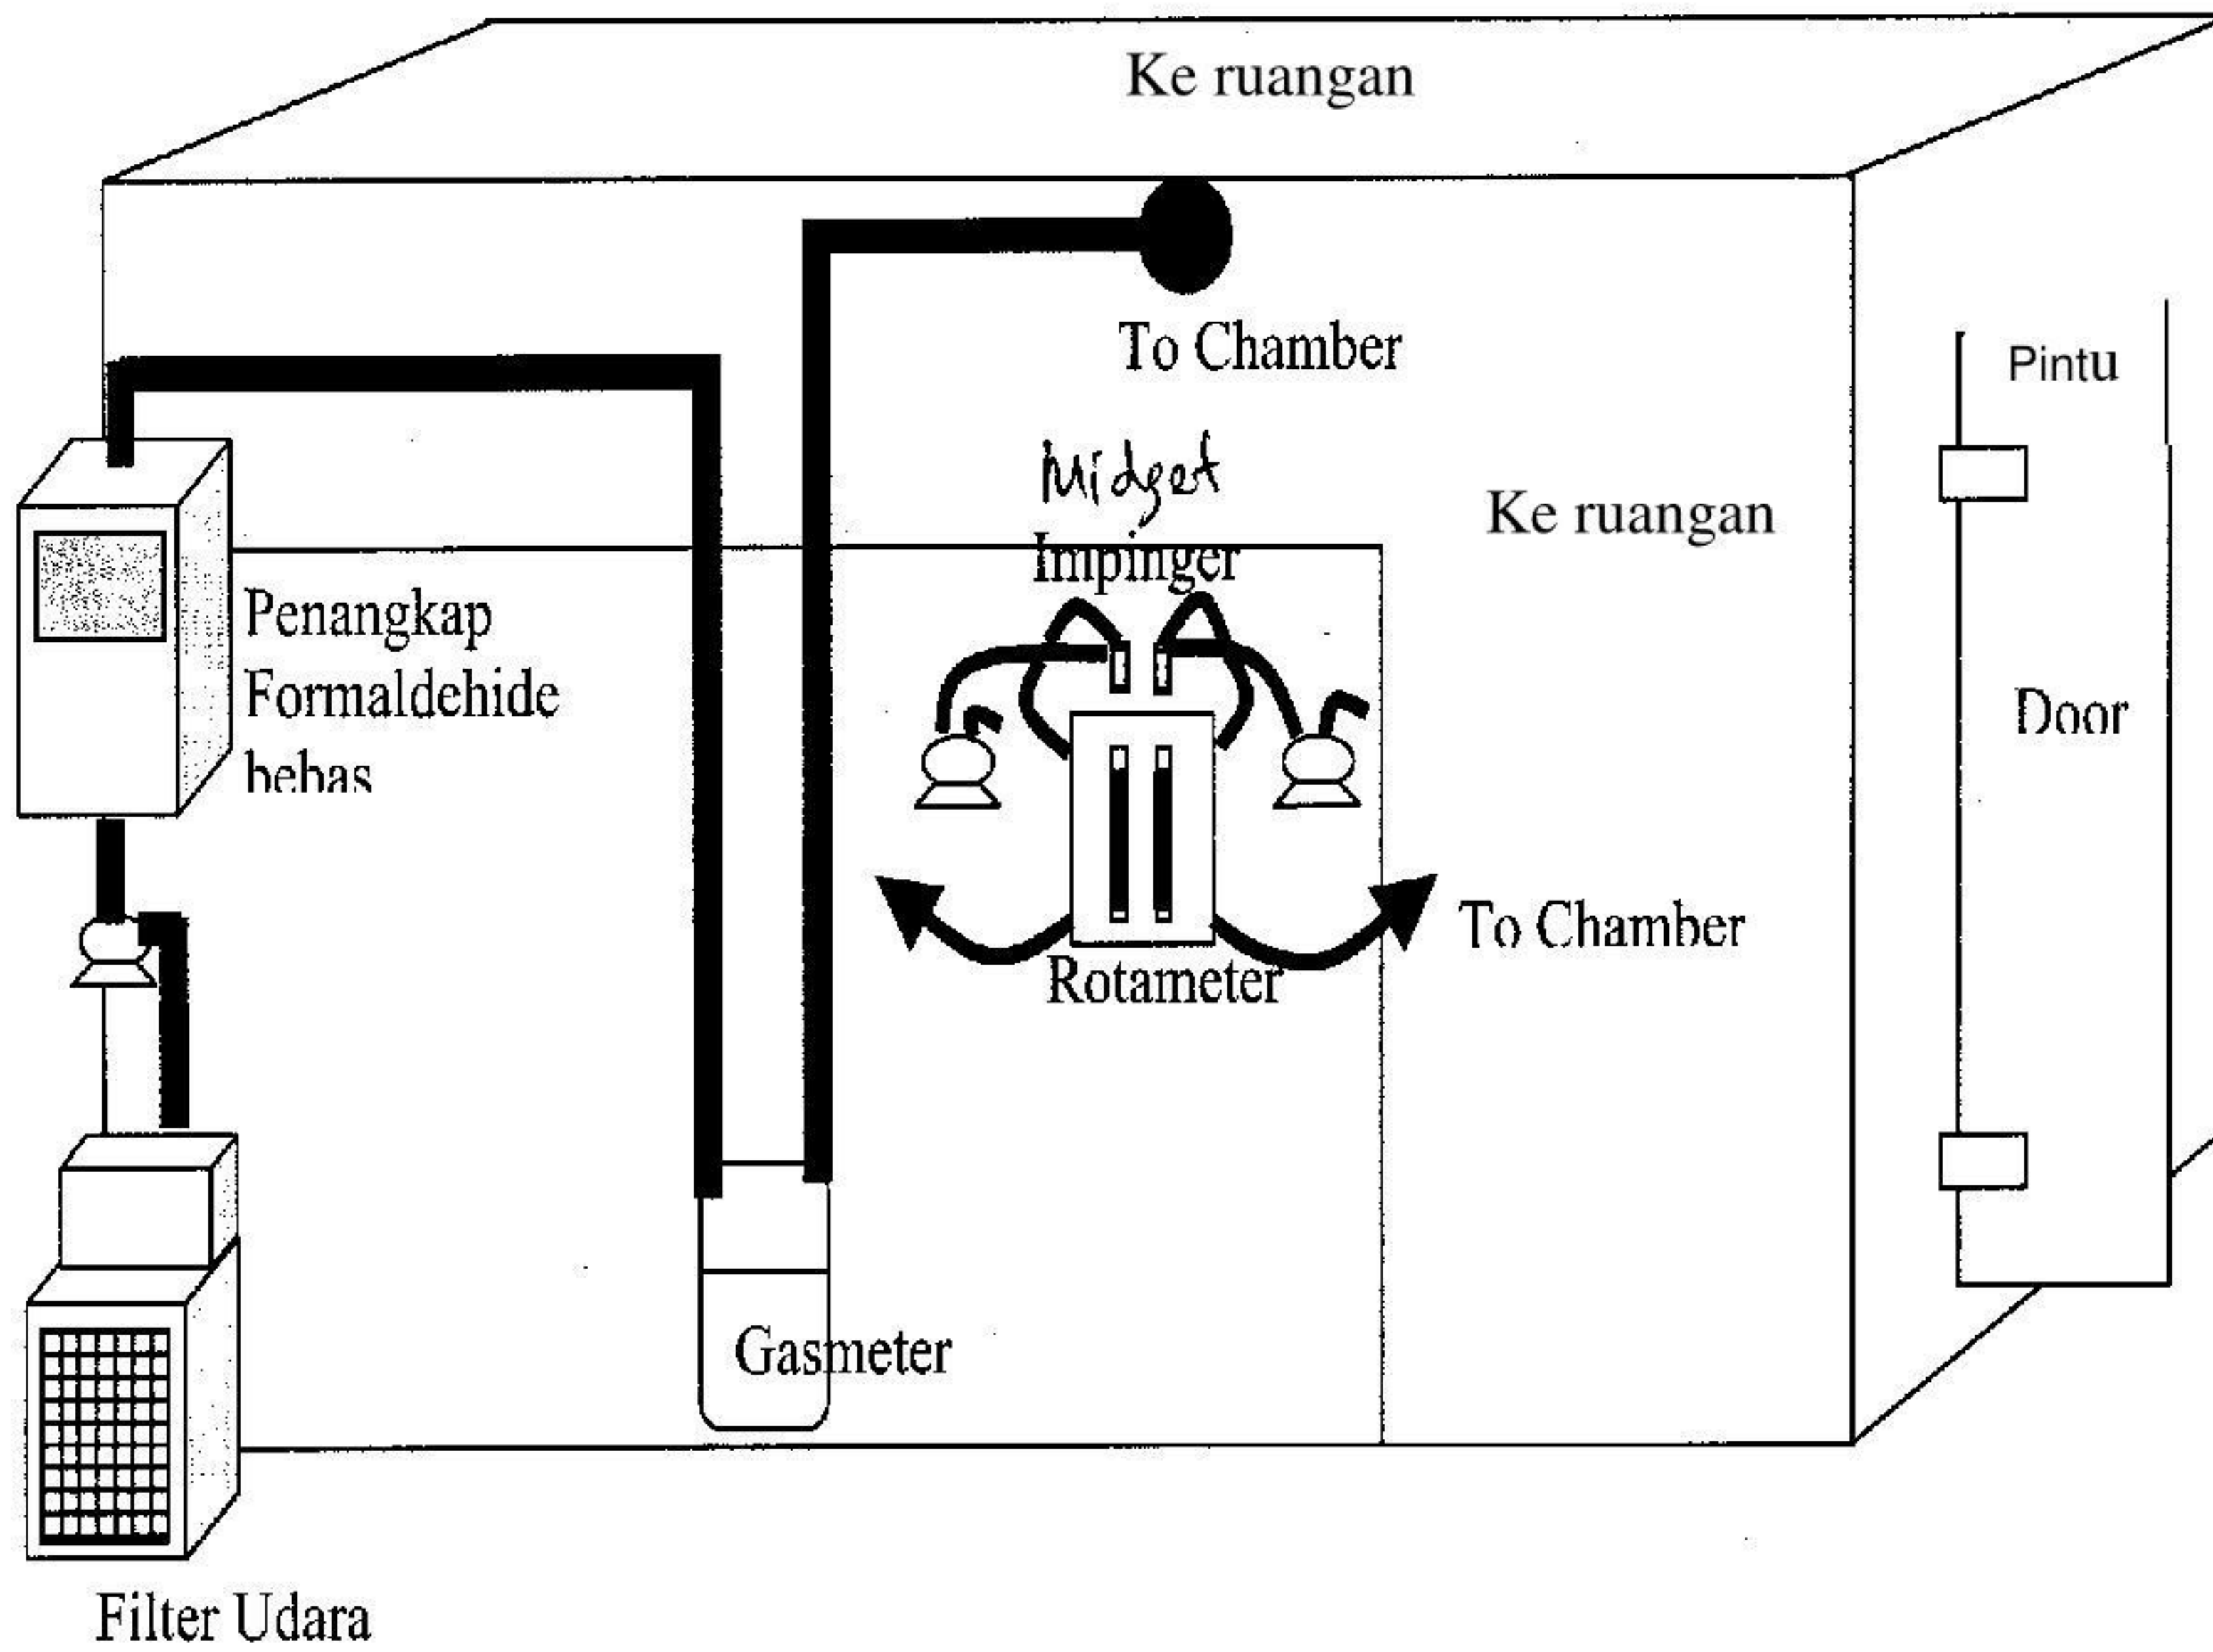 Ke ruangan
To Chamber
Pintu
Midget
Impinger
Ke ruangan
Penangkap
Formaldehide
bebas
Door
To Chamber
Rotameter
Gasmeter
Filter Udara